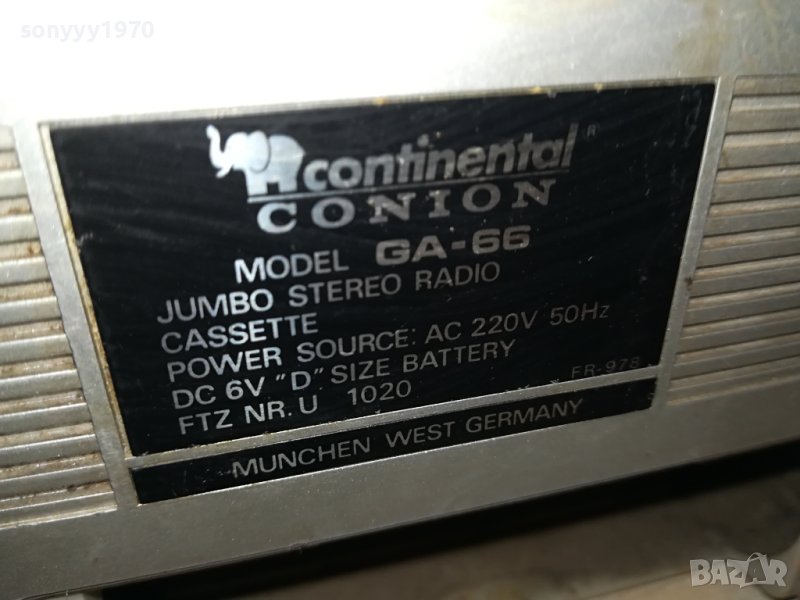 sonyyy1970
continental ®
CONION
MODEL GA-66
JUMBO STEREO RADIO
CASSETTE
POWER SOURCE: AC 220V 50Hz
DC 6V "D" SIZE BATTERY
FTZ NR. U 1020
FR-978
MUNCHEN WEST GERMANY
BAZAR